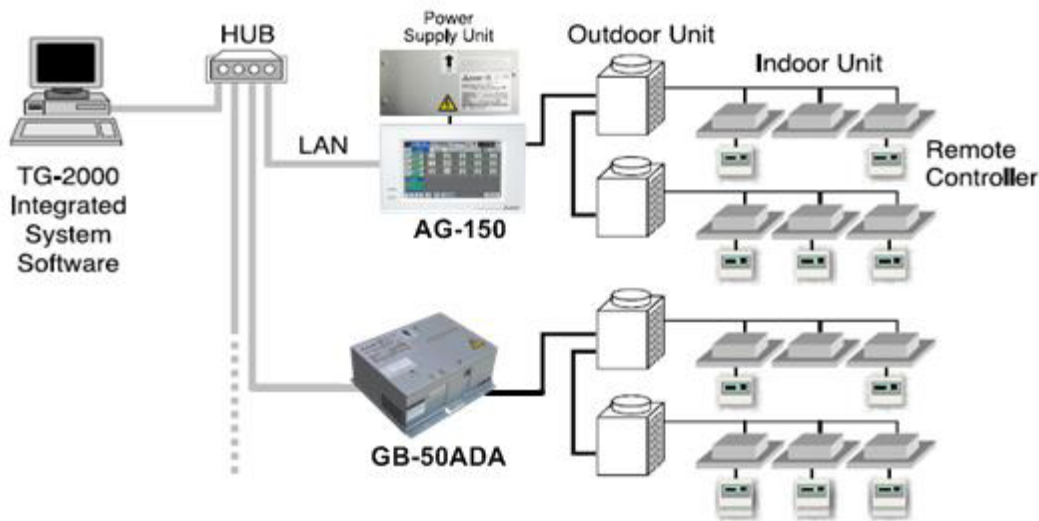 Power
Supply Unit
HUB
Outdoor Unit
Indoor Unit
LAN
Remote
Controller
TG-2000
Integrated
System
Software
AG-150
GB-50ADA